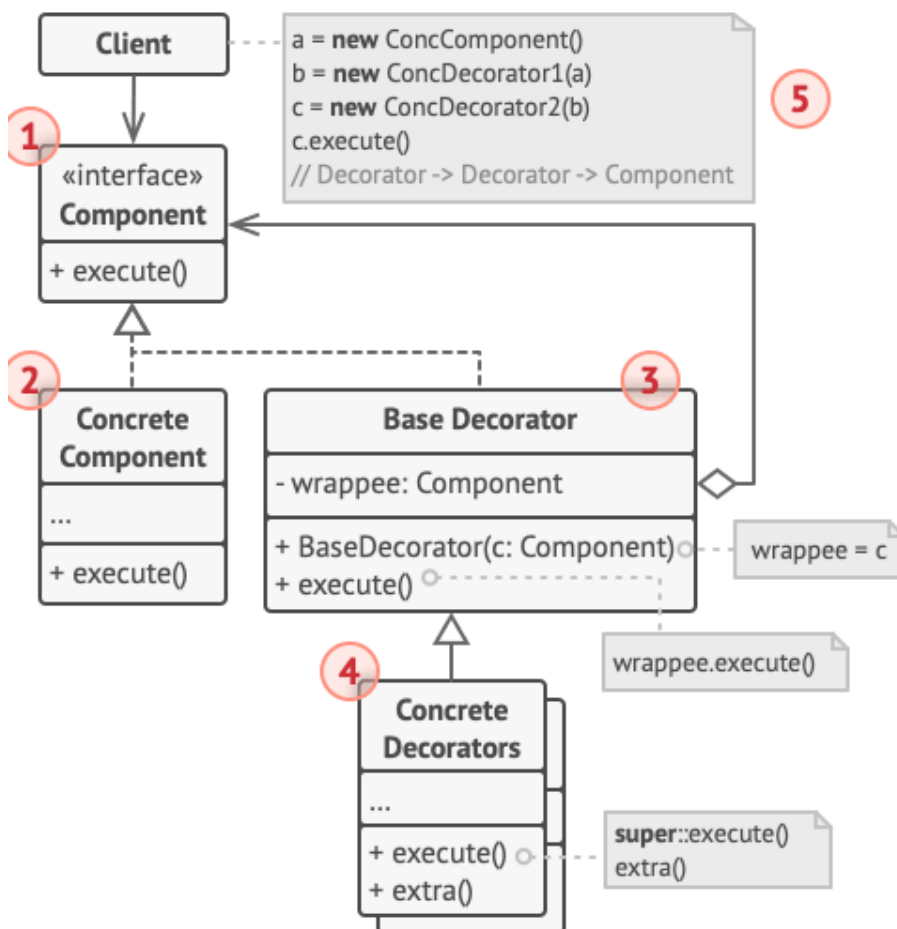 Client
a = new ConcComponent()
b = new ConcDecorator1(a)
c = new ConcDecorator2(b)
c.execute()
// Decorator -> Decorator -> Component
5
1
«interface»
Component
+ execute()
2
Concrete
Component
...
+ execute()
3
Base Decorator
- wrappee: Component
+ BaseDecorator(c: Component)
+ execute()
wrappee = c
wrappee.execute()
4
Concrete
Decorators
...
+ execute()
+ extra()
super::execute()
extra()